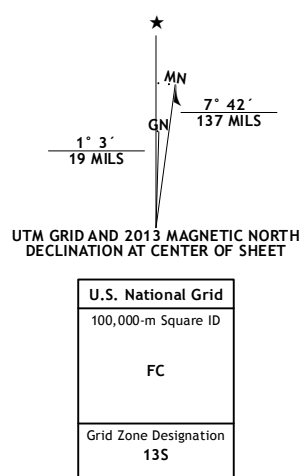 ★
MN
GN
7° 42´
137 MILS
1° 3´
19 MILS
UTM GRID AND 2013 MAGNETIC NORTH
DECLINATION AT CENTER OF SHEET
U.S. National Grid
100,000-m Square ID
FC
Grid Zone Designation
13S